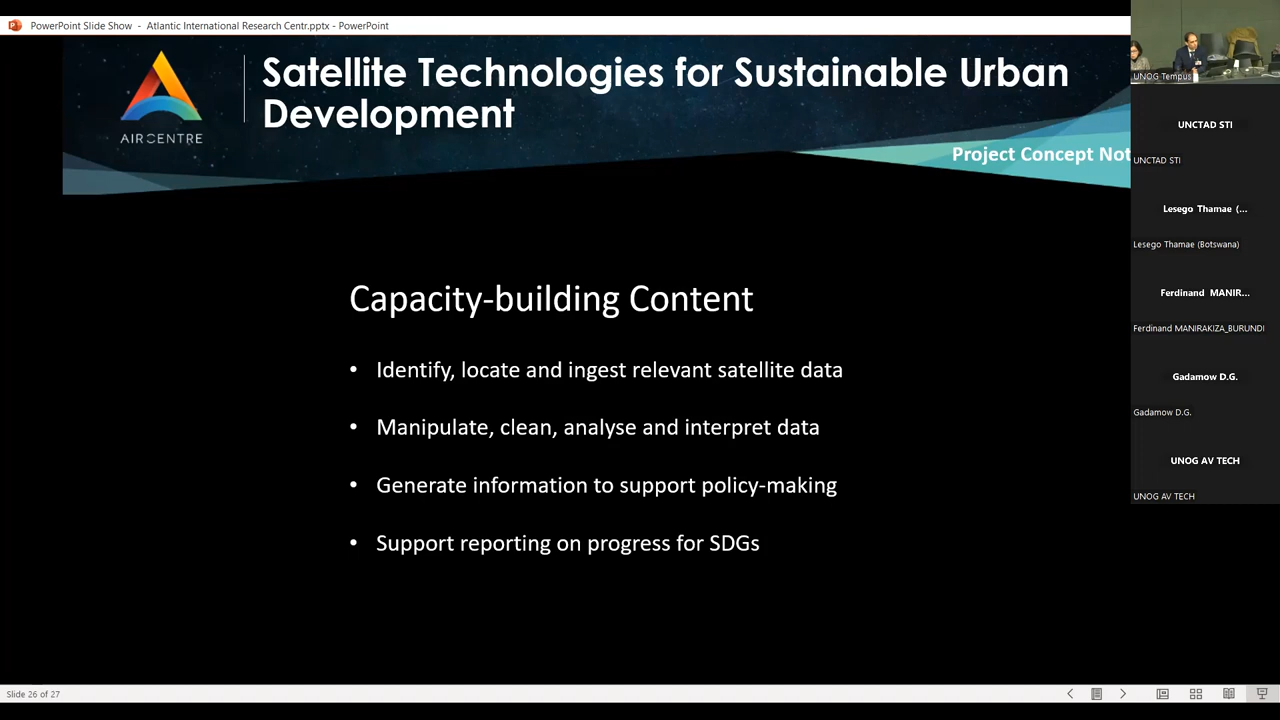 PowerPoint Slide Show - Atlantic International Research Centr.pptx - PowerPoint
Satellite Technologies for Sustainable Urban
Development
AIRCENTRE
Project Concept Not
Capacity-building Content
• Identify, locate and ingest relevant satellite data
• Manipulate, clean, analyse and interpret data
• Generate information to support policy-making
• Support reporting on progress for SDGs
UNOG Tempus
UNCTAD STI
UNCTAD STI
Lesego Thamae (...
Lesego Thamae (Botswana)
Ferdinand MANIR...
Ferdinand MANIRAKIZA_BURUNDI
Gadamow D.G.
Gadamow D.G.
UNOG AV TECH
UNOG AV TECH
Slide 26 of 27